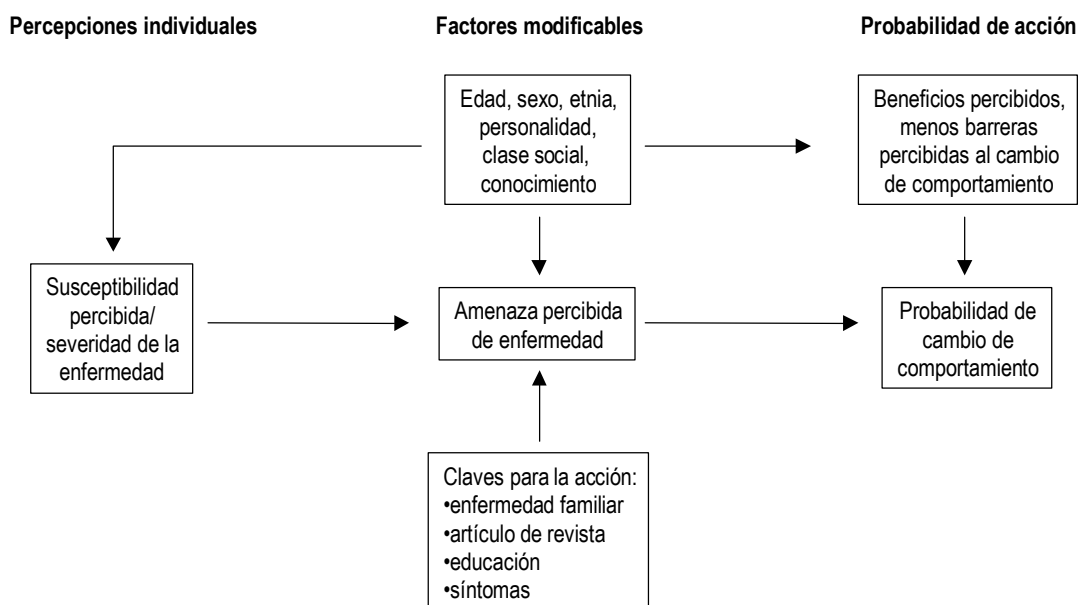 Percepciones individuales
Factores modificables
Probabilidad de acción
Edad, sexo, etnia,
personalidad,
clase social,
conocimiento
Beneficios percibidos,
menos barreras
percibidas al cambio
de comportamiento
Susceptibilidad
percibida/
severidad de la
enfermedad
Amenaza percibida
de enfermedad
Probabilidad de
cambio de
comportamiento
Claves para la acción:
•enfermedad familiar
•artículo de revista
•educación
•síntomas